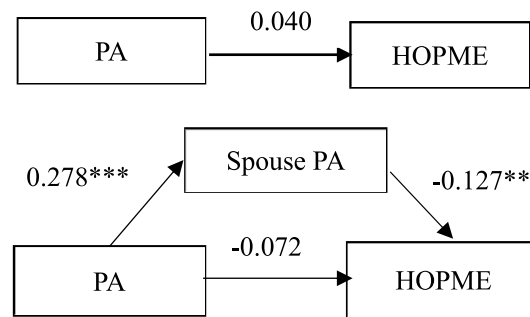 0.040
PA
HOPME
Spouse PA
0.278***
-0.127**
-0.072
PA
HOPME